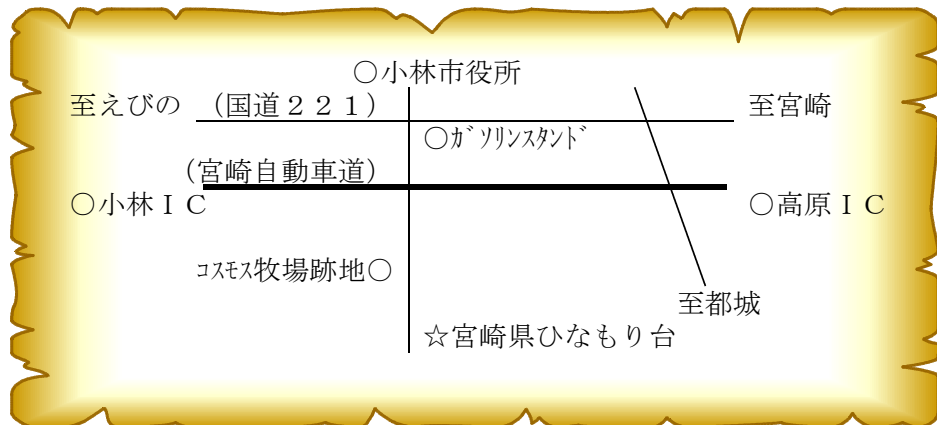 ○小林市役所
至えびの （国道２２１） 至宮崎
○ｶﾞｿﾘﾝｽﾀﾝﾄﾞ
（宮崎自動車道）
○小林ＩＣ ○高原ＩＣ
ｺｽﾓｽ牧場跡地○
至都城
☆宮崎県ひなもり台